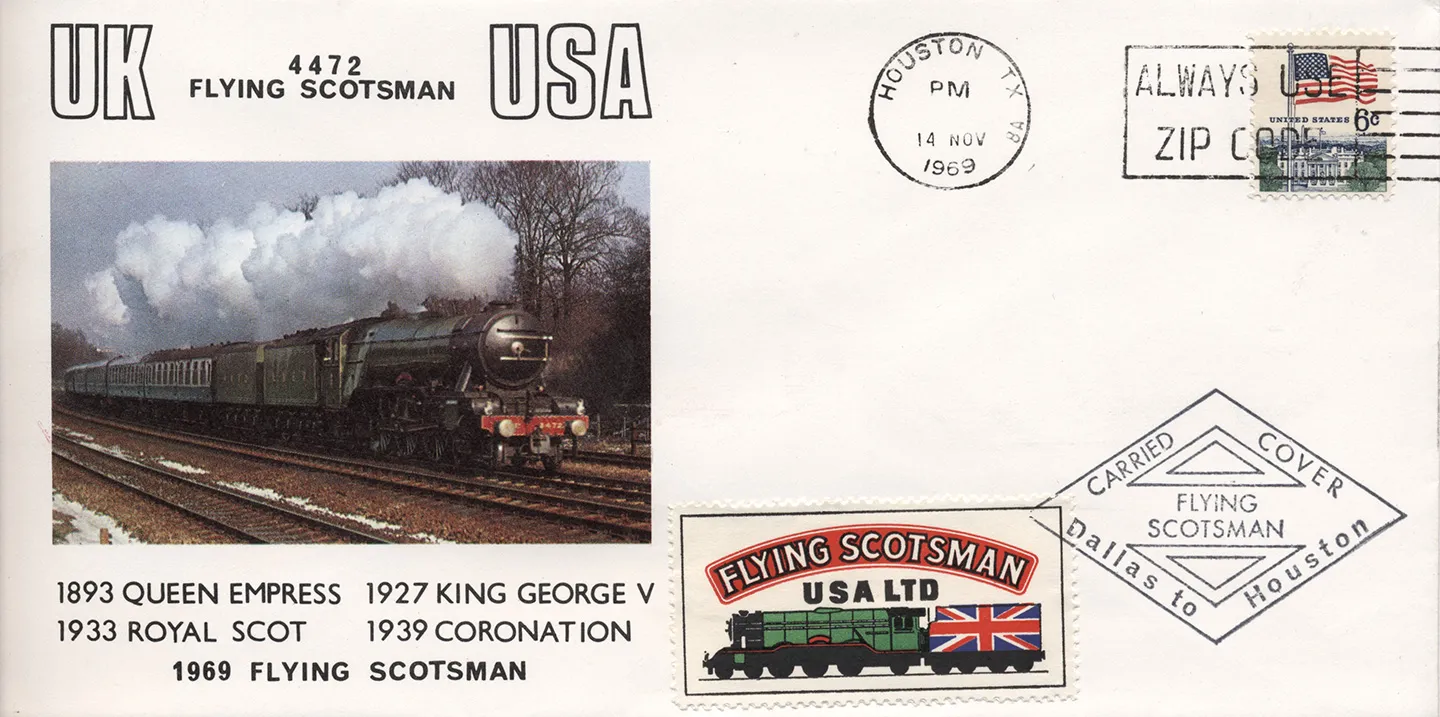 UK
4472
FLYING SCOTSMAN
USA
HOUSTON TX
PM
14 NOV
1969
ALWAYS USE
ZIP CODE
UNITED STATES 6c
4472
1893 QUEEN EMPRESS 1927 KING GEORGE V
1933 ROYAL SCOT 1939 CORONATION
1969 FLYING SCOTSMAN
FLYING SCOTSMAN
USA LTD
CARRIED COVER
FLYING
SCOTSMAN
Dallas to Houston